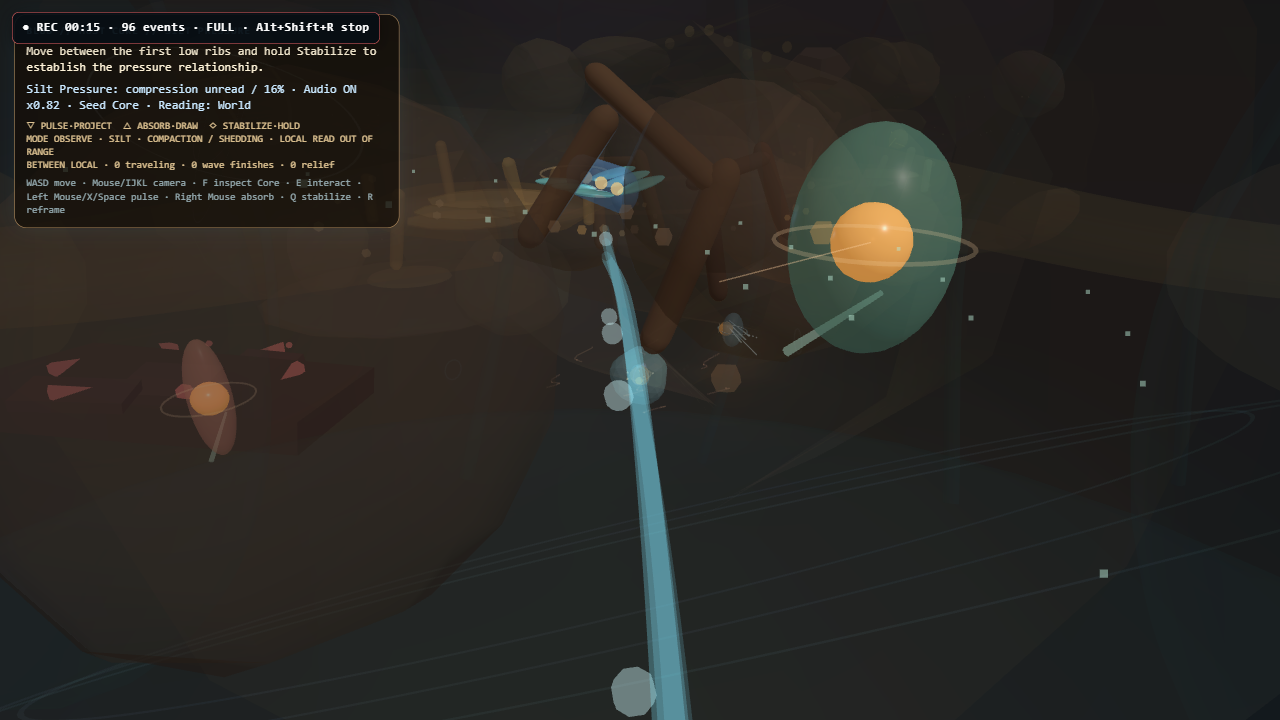 ● REC 00:15 · 96 events · FULL · Alt+Shift+R stop
Move between the first low ribs and hold Stabilize to
establish the pressure relationship.
Silt Pressure: compression unread / 16% · Audio ON
x0.82 · Seed Core · Reading: World
▽ PULSE·PROJECT △ ABSORB·DRAW ◇ STABILIZE·HOLD
MODE OBSERVE · SILT · COMPACTION / SHEDDING · LOCAL READ OUT OF
RANGE
BETWEEN LOCAL · 0 traveling · 0 wave finishes · 0 relief
WASD move · Mouse/IJKL camera · F inspect Core · E interact ·
Left Mouse/X/Space pulse · Right Mouse absorb · Q stabilize · R
reframe